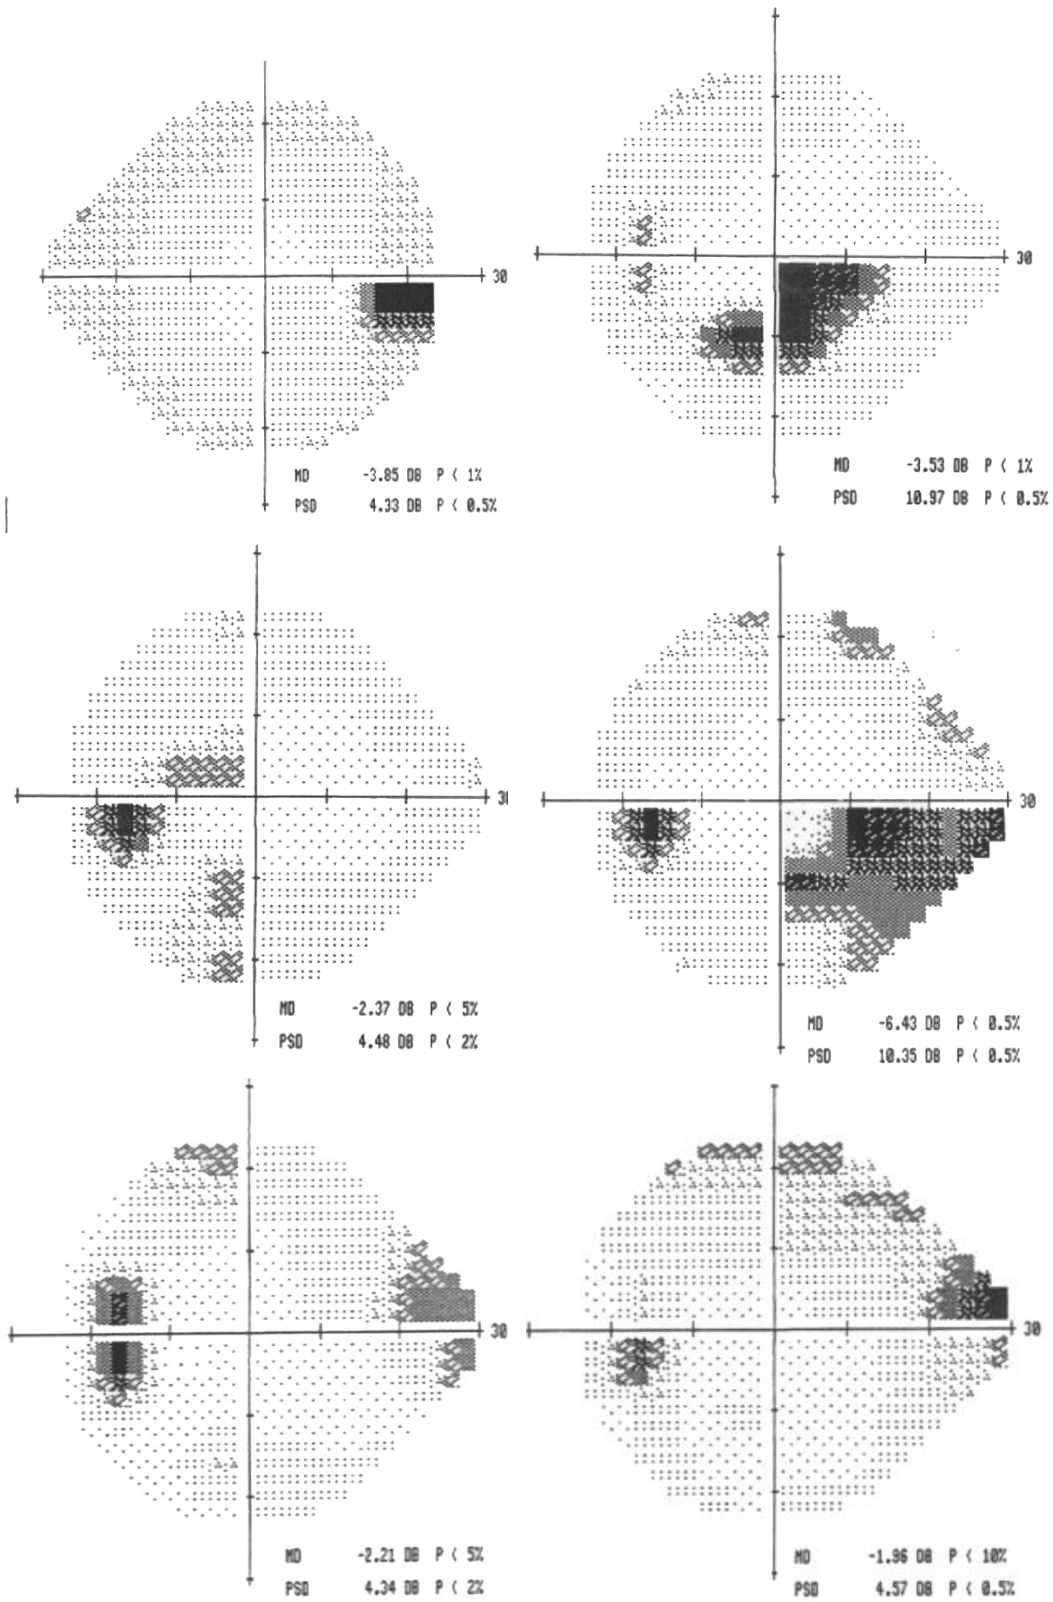 30
MD -3.85 DB P < 1%
PSD 4.33 DB P < 0.5%
30
MD -3.53 DB P < 1%
PSD 10.97 DB P < 0.5%
MD -2.37 DB P < 5%
PSD 4.48 DB P < 2%
30
MD -6.43 DB P < 0.5%
PSD 10.35 DB P < 0.5%
30
MD -2.21 DB P < 5%
PSD 4.34 DB P < 2%
30
MD -1.96 DB P < 10%
PSD 4.57 DB P < 0.5%